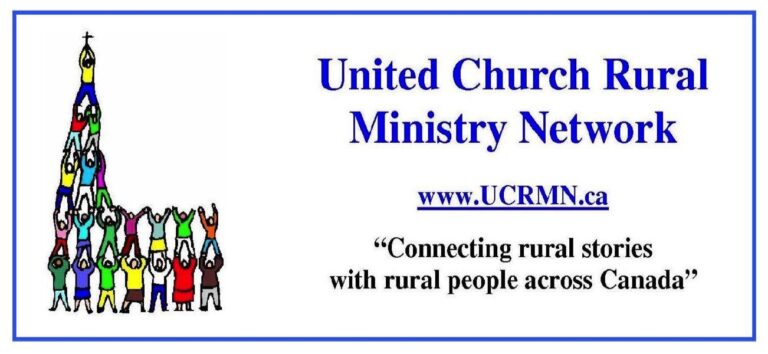 United Church Rural
Ministry Network
www.UCRMN.ca
“Connecting rural stories
with rural people across Canada”